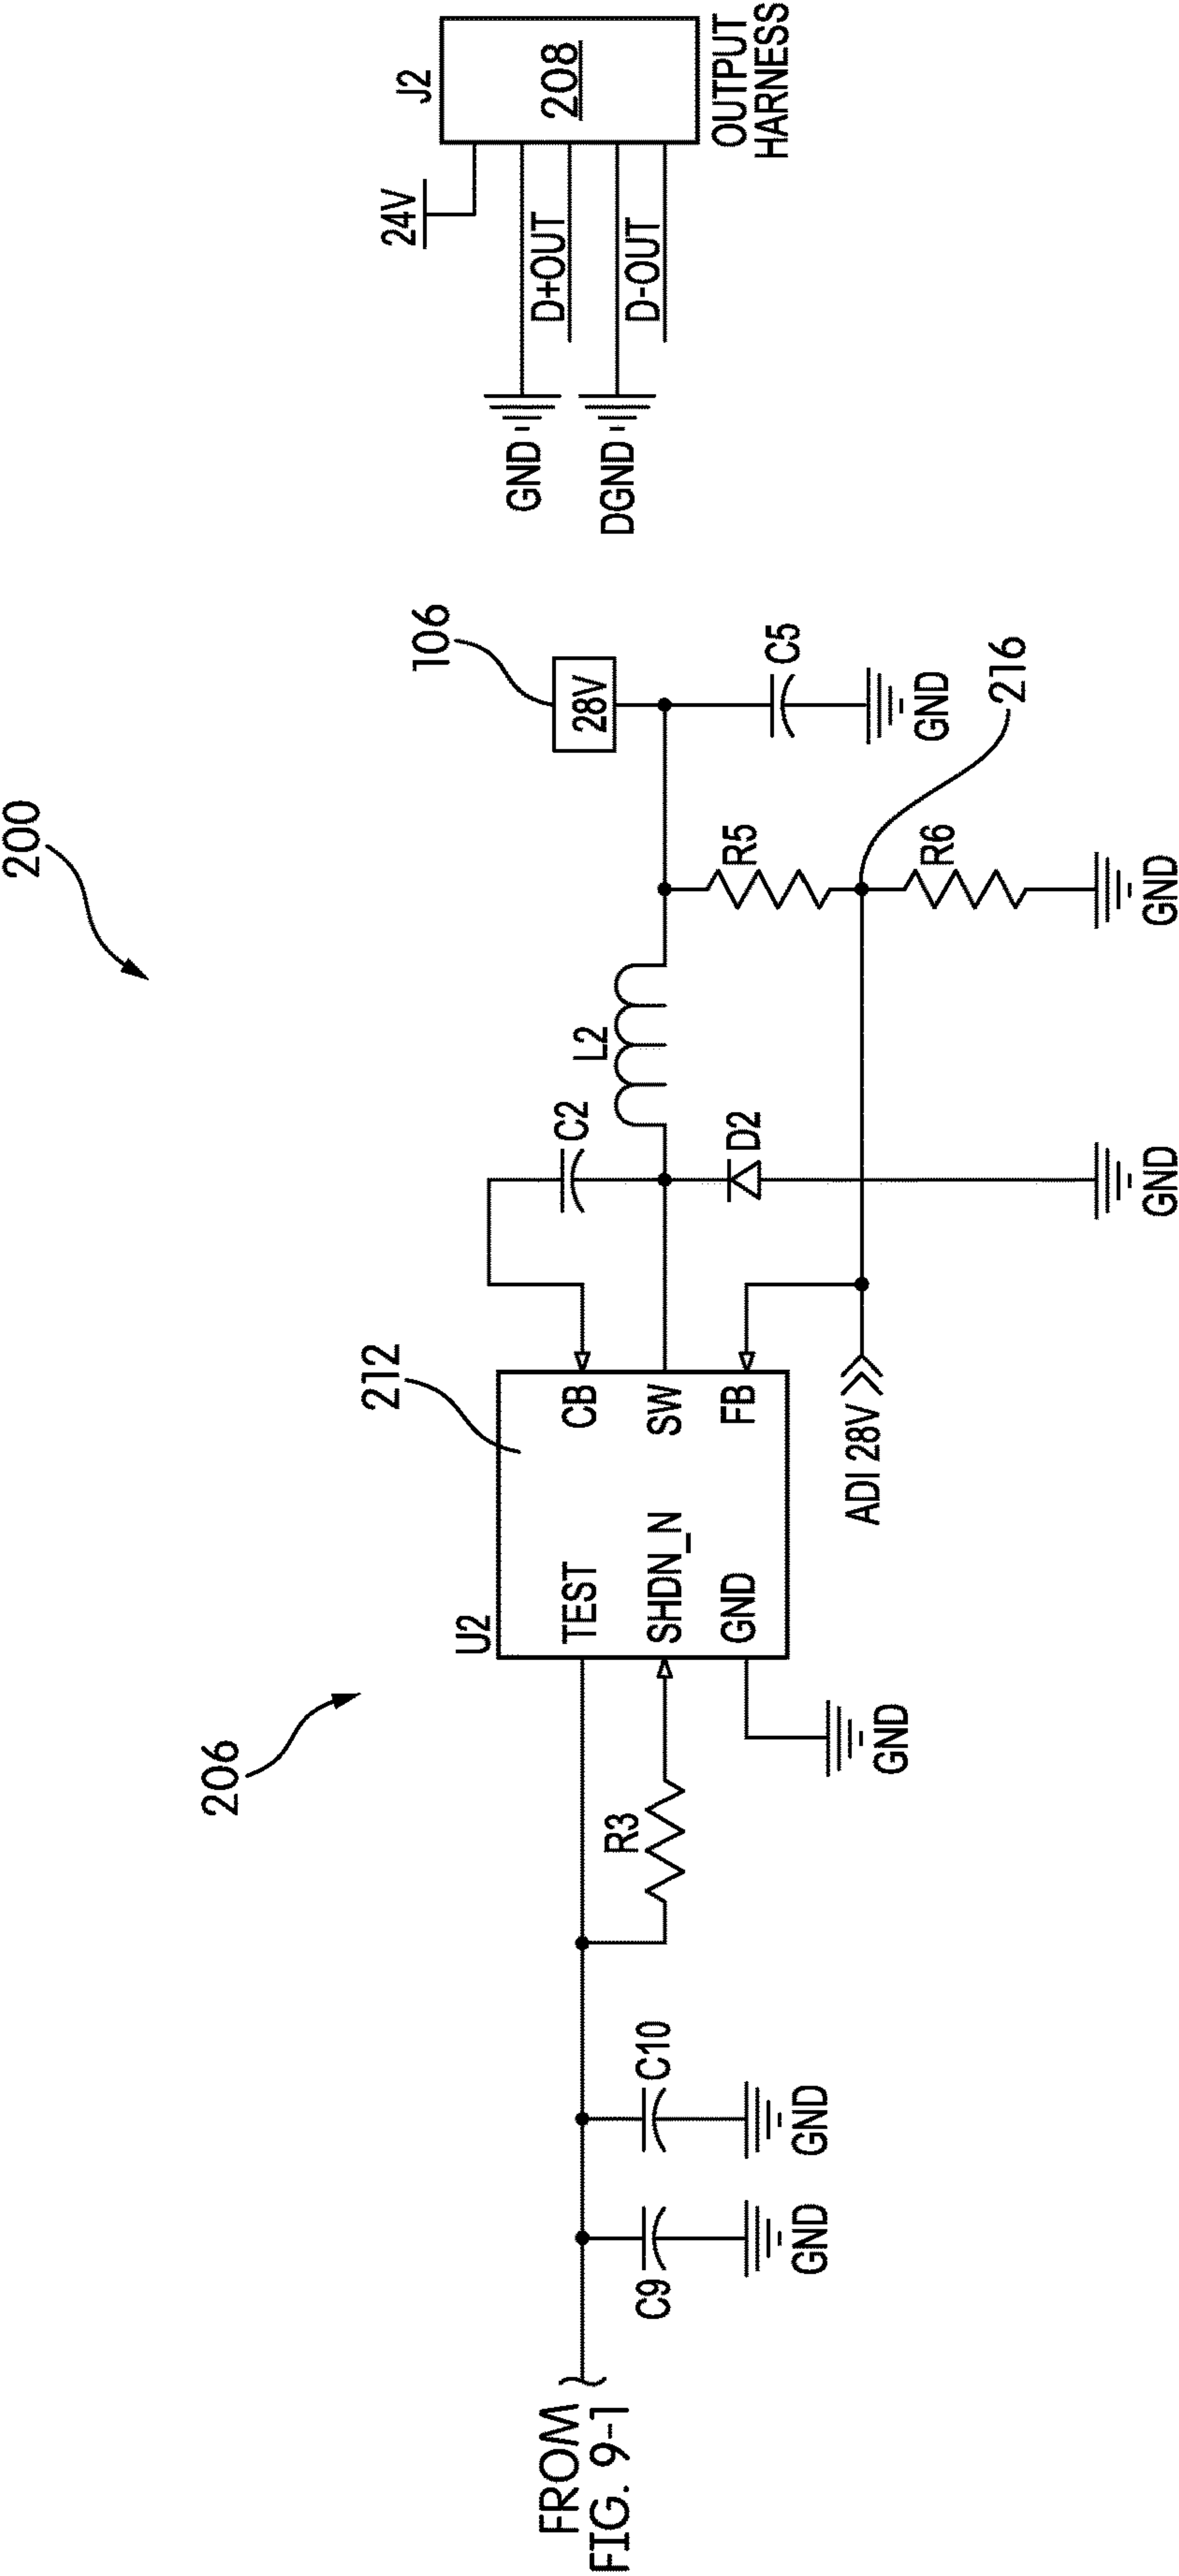 200
206
212
106
216
24V
J2
208
OUTPUT
HARNESS
D+OUT
D-OUT
GND
DGND
28V
C5
GND
R5
R6
GND
L2
C2
D2
GND
U2
TEST
CB
SHDN_N
SW
GND
FB
ADI 28V
GND
R3
C10
GND
C9
GND
FROM
FIG. 9-1